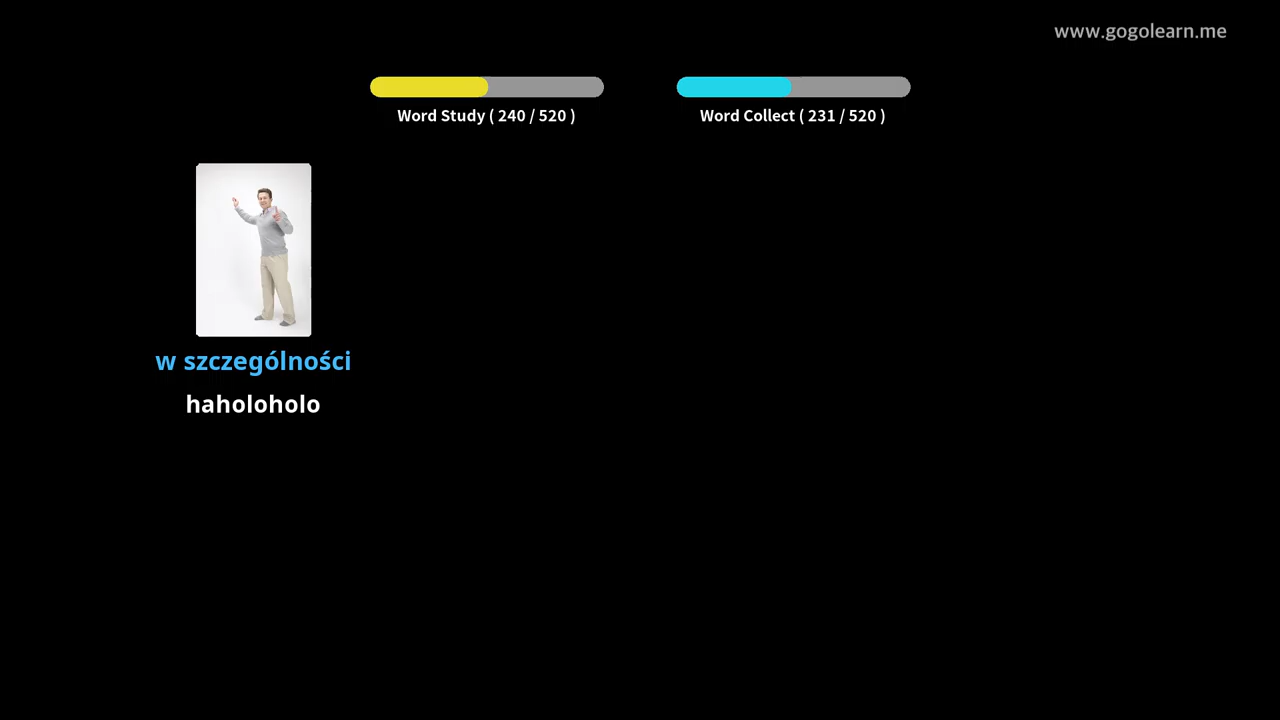 www.gogolearn.me
Word Study ( 240 / 520 )
Word Collect ( 231 / 520 )
w szczególności
haholoholo